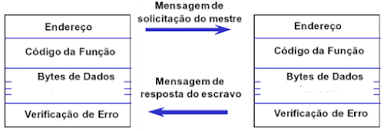 Mensagem de
solicitação do mestre
Endereço
Código da Função
Bytes de Dados
Verificação de Erro
Mensagem de
resposta do escravo
Endereço
Código da Função
Bytes de Dados
Verificação de Erro